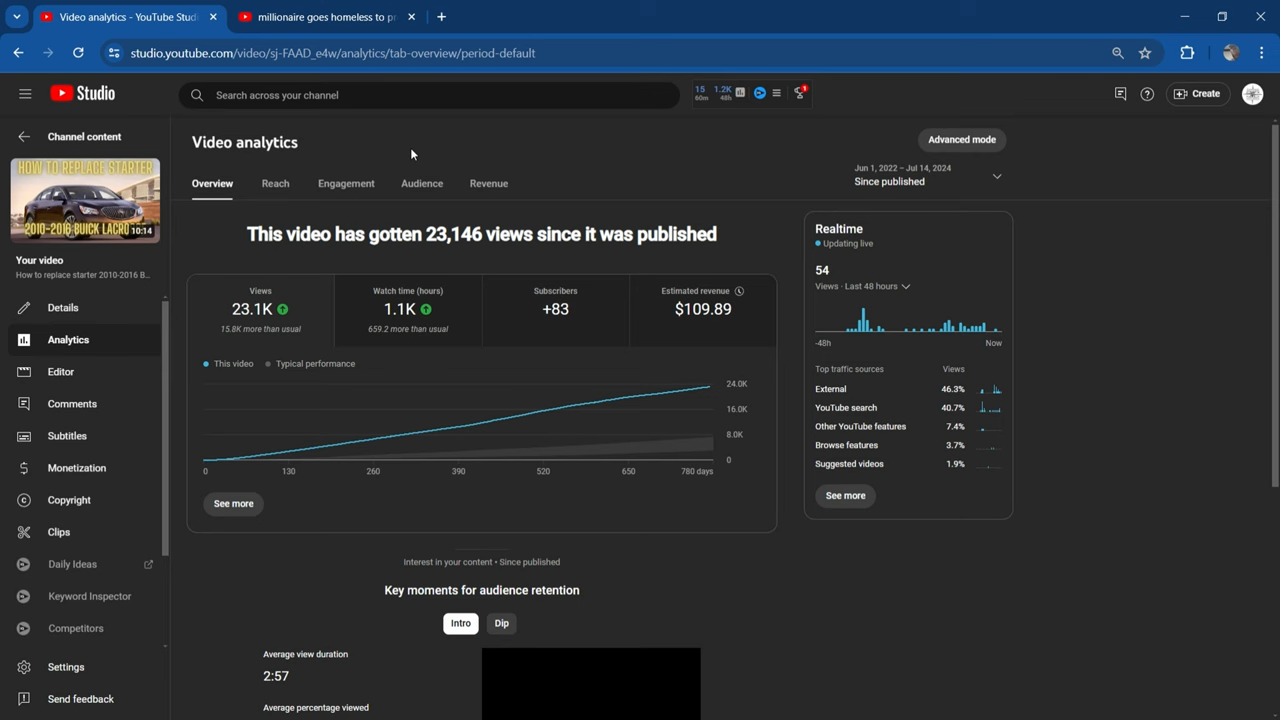 Video analytics - YouTube Studi
millionaire goes homeless to pr
studio.youtube.com/video/sj-FAAD_e4w/analytics/tab-overview/period-default
Studio
Search across your channel
15
60m
1.2K
48h
1
Create
Channel content
HOW TO REPLACE STARTER
2010-2016 BUICK LACRO
10:14
Your video
How to replace starter 2010-2016 B...
Details
Analytics
Editor
Comments
Subtitles
Monetization
Copyright
Clips
Daily Ideas
Keyword Inspector
Competitors
Settings
Send feedback
Video analytics
Advanced mode
Overview
Reach
Engagement
Audience
Revenue
Jun 1, 2022 – Jul 14, 2024
Since published
This video has gotten 23,146 views since it was published
Views
23.1K
15.8K more than usual
Watch time (hours)
1.1K
659.2 more than usual
Subscribers
+83
Estimated revenue
$109.89
This video
Typical performance
24.0K
16.0K
8.0K
0
0 130 260 390 520 650 780 days
See more
Interest in your content • Since published
Key moments for audience retention
Intro
Dip
Average view duration
2:57
Average percentage viewed
Realtime
Updating live
54
Views · Last 48 hours
-48h
Now
Top traffic sources Views
External 46.3%
YouTube search 40.7%
Other YouTube features 7.4%
Browse features 3.7%
Suggested videos 1.9%
See more